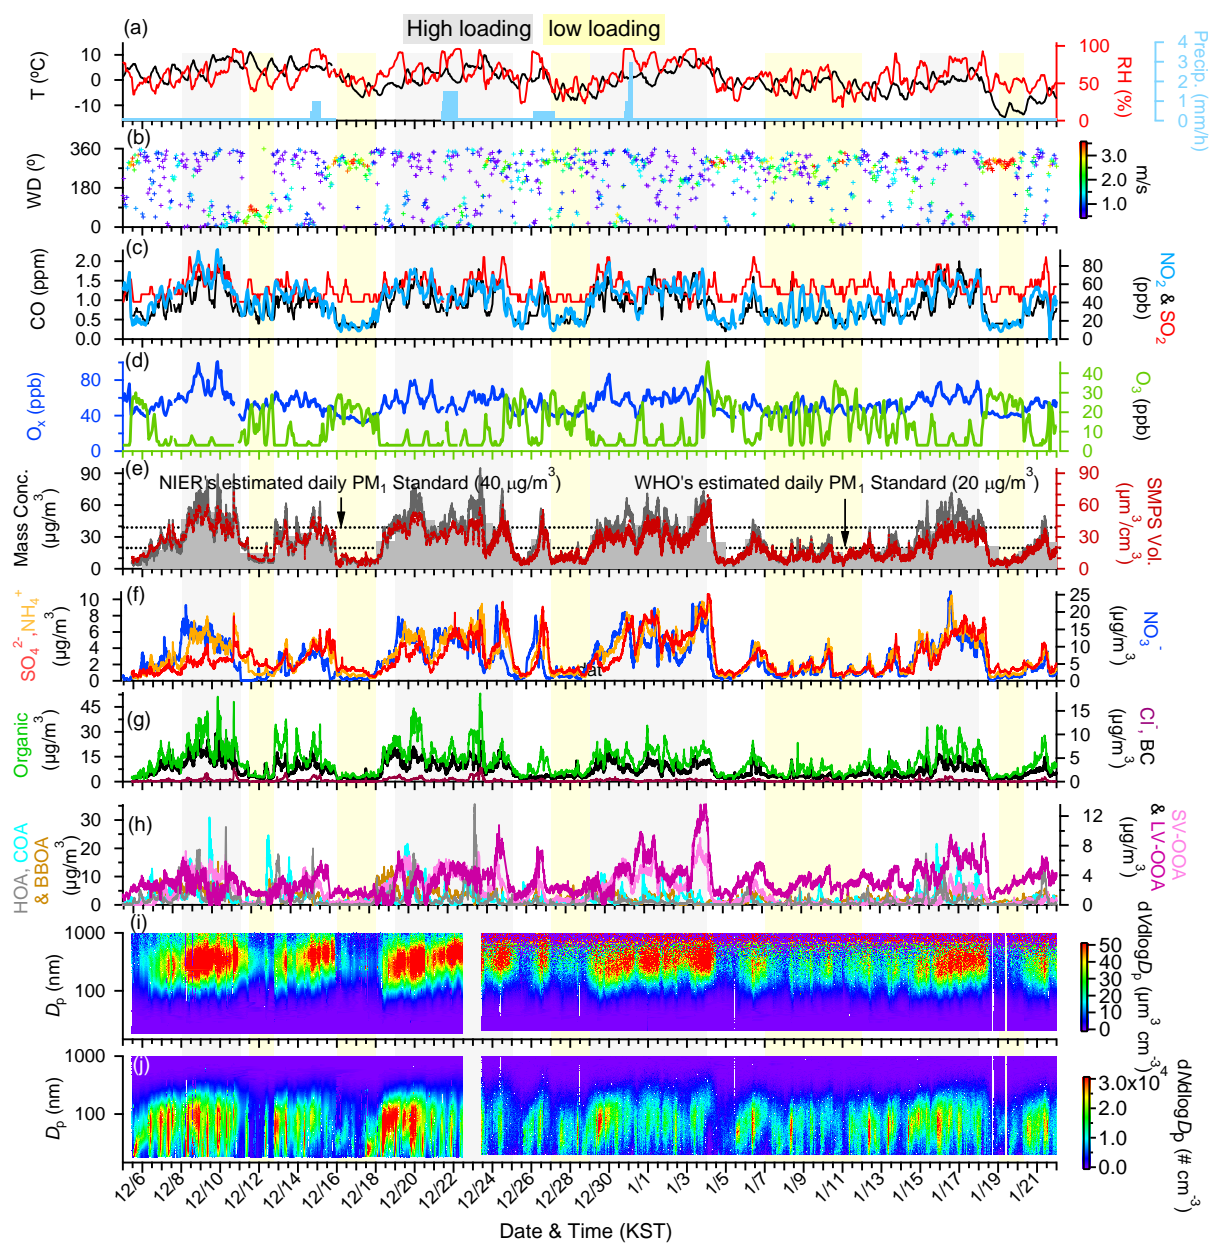 High loading low loading
(a)
T (ºC)
10
0
-10
100
50
0
RH (%)
4
3
2
1
0
Precip. (mm/h)
(b)
WD (º)
360
180
0
3.0
2.0
1.0
m/s
(c)
CO (ppm)
2.0
1.5
1.0
0.5
0.0
80
60
40
20
0
NO2 & SO2
(ppb)
(d)
Ox (ppb)
80
40
0
40
30
20
10
0
O3 (ppb)
(e)
NIER's estimated daily PM1 Standard (40 µg/m3)
WHO's estimated daily PM1 Standard (20 µg/m3)
Mass Conc.
(µg/m3)
90
60
30
0
90
60
30
0
SMPS Vol.
(µm3/cm3)
(f)
SO42-,NH4+
(µg/m3)
10
8
6
4
2
0
25
20
15
10
5
0
NO3-
(µg/m3)
dat
(g)
Organic
(µg/m3)
45
30
15
0
15
10
5
0
Cl-, BC
(µg/m3)
(h)
HOA, COA
& BBOA
(µg/m3)
30
20
10
0
12
8
4
0
SV-OOA
& LV-OOA
(µg/m3)
(i)
Dp (nm)
1000
100
50
40
30
20
10
0
dVdlogDp (µm3 cm-3)
(j)
Dp (nm)
1000
100
3.0x104
2.0
1.0
0.0
dNdlogDp (# cm-3)
12/6 12/8 12/10 12/12 12/14 12/16 12/18 12/20 12/22 12/24 12/26 12/28 12/30 1/1 1/3 1/5 1/7 1/9 1/11 1/13 1/15 1/17 1/19 1/21
Date & Time (KST)